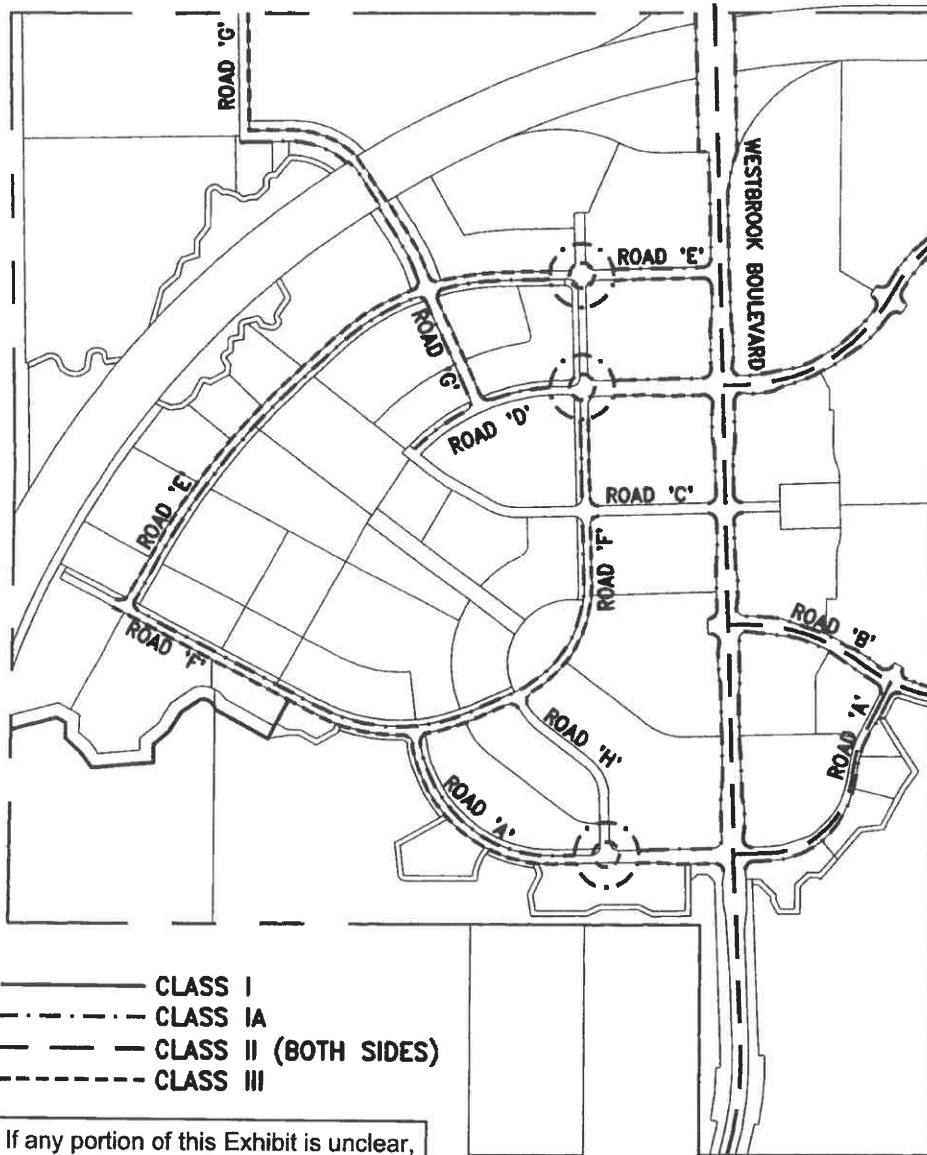 ROAD 'G'
WESTBROOK BOULEVARD
ROAD 'E'
ROAD 'G'
ROAD 'D'
ROAD 'E'
ROAD 'C'
ROAD 'F'
ROAD 'B'
ROAD 'F'
ROAD 'A'
ROAD 'H'
ROAD 'A'
CLASS I
CLASS IA
CLASS II (BOTH SIDES)
CLASS III
If any portion of this Exhibit is unclear,